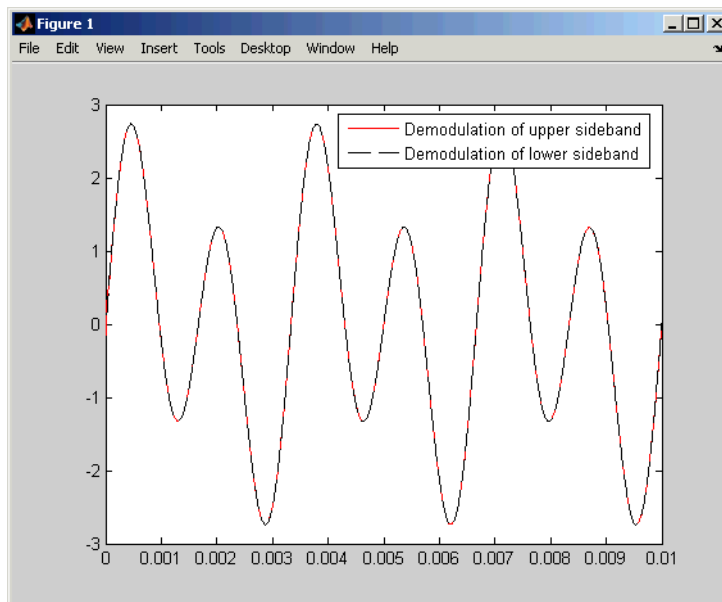 Figure 1
File Edit View Insert Tools Desktop Window Help
3
Demodulation of upper sideband
Demodulation of lower sideband
2
1
0
-1
-2
-3
0 0.001 0.002 0.003 0.004 0.005 0.006 0.007 0.008 0.009 0.01